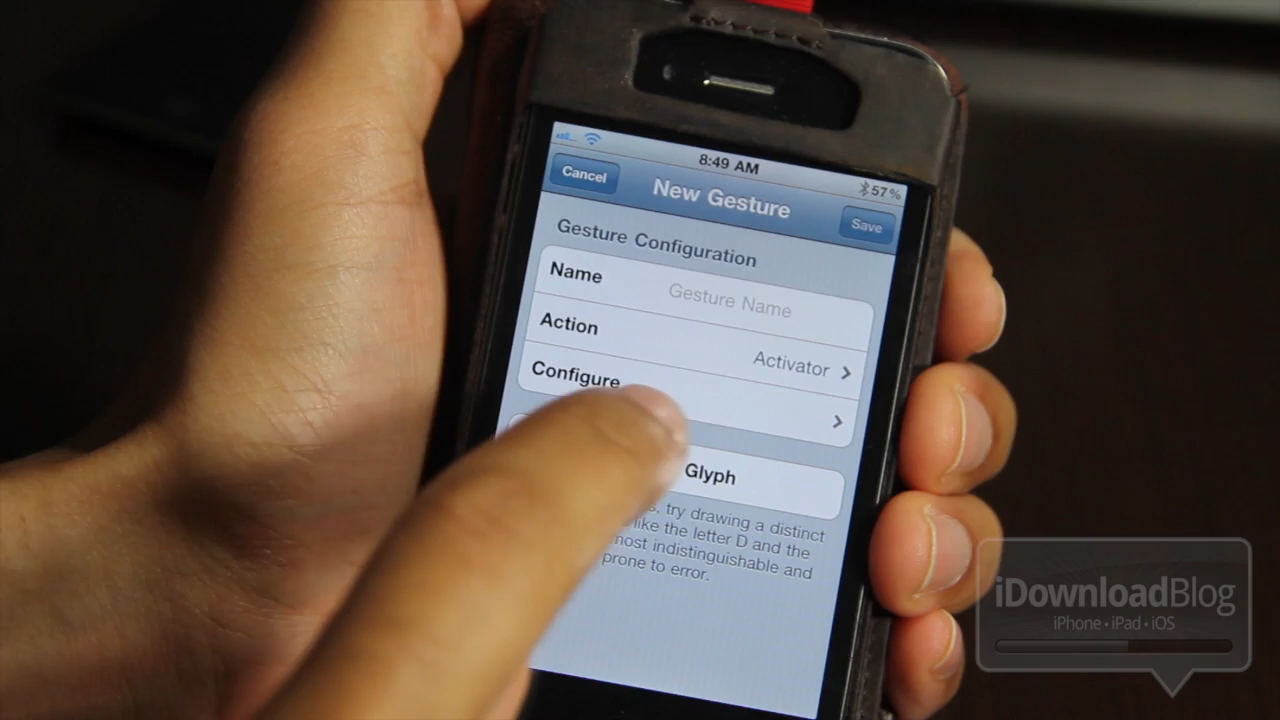 8:49 AM
57%
Cancel
New Gesture
Save
Gesture Configuration
Name
Gesture Name
Action
Activator
Configure
Glyph
, try drawing a distinct
like the letter D and the
most indistinguishable and
prone to error.
iDownloadBlog
iPhone • iPad • iOS